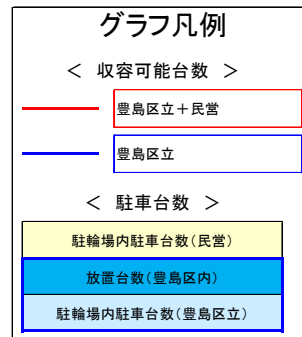 グラフ凡例
＜ 収容可能台数 ＞
豊島区立＋民営
豊島区立
＜ 駐車台数 ＞
駐輪場内駐車台数(民営)
放置台数(豊島区内)
駐輪場内駐車台数(豊島区立)